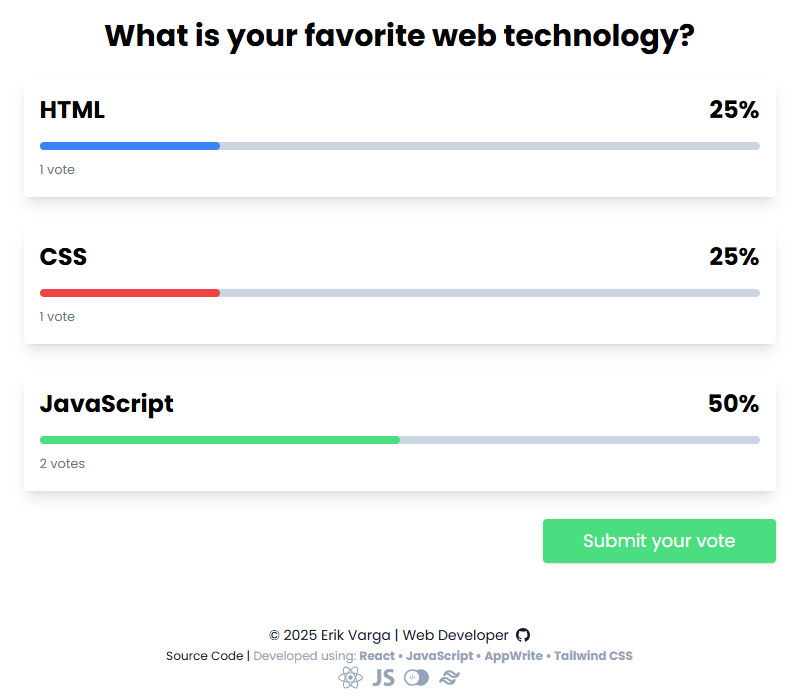 What is your favorite web technology?
HTML 25%
1 vote
CSS 25%
1 vote
JavaScript 50%
2 votes
Submit your vote
© 2025 Erik Varga | Web Developer
Source Code | Developed using: React • JavaScript • AppWrite • Tailwind CSS
JS